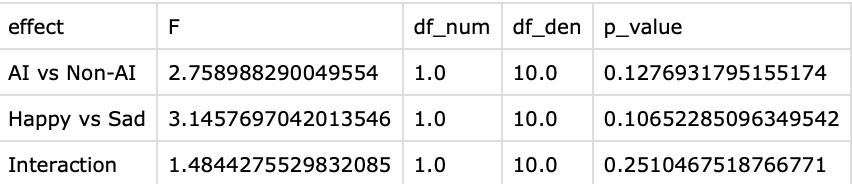 effect F df_num df_den p_value
AI vs Non-AI 2.758988290049554 1.0 10.0 0.1276931795155174
Happy vs Sad 3.1457697042013546 1.0 10.0 0.10652285096349542
Interaction 1.4844275529832085 1.0 10.0 0.2510467518766771